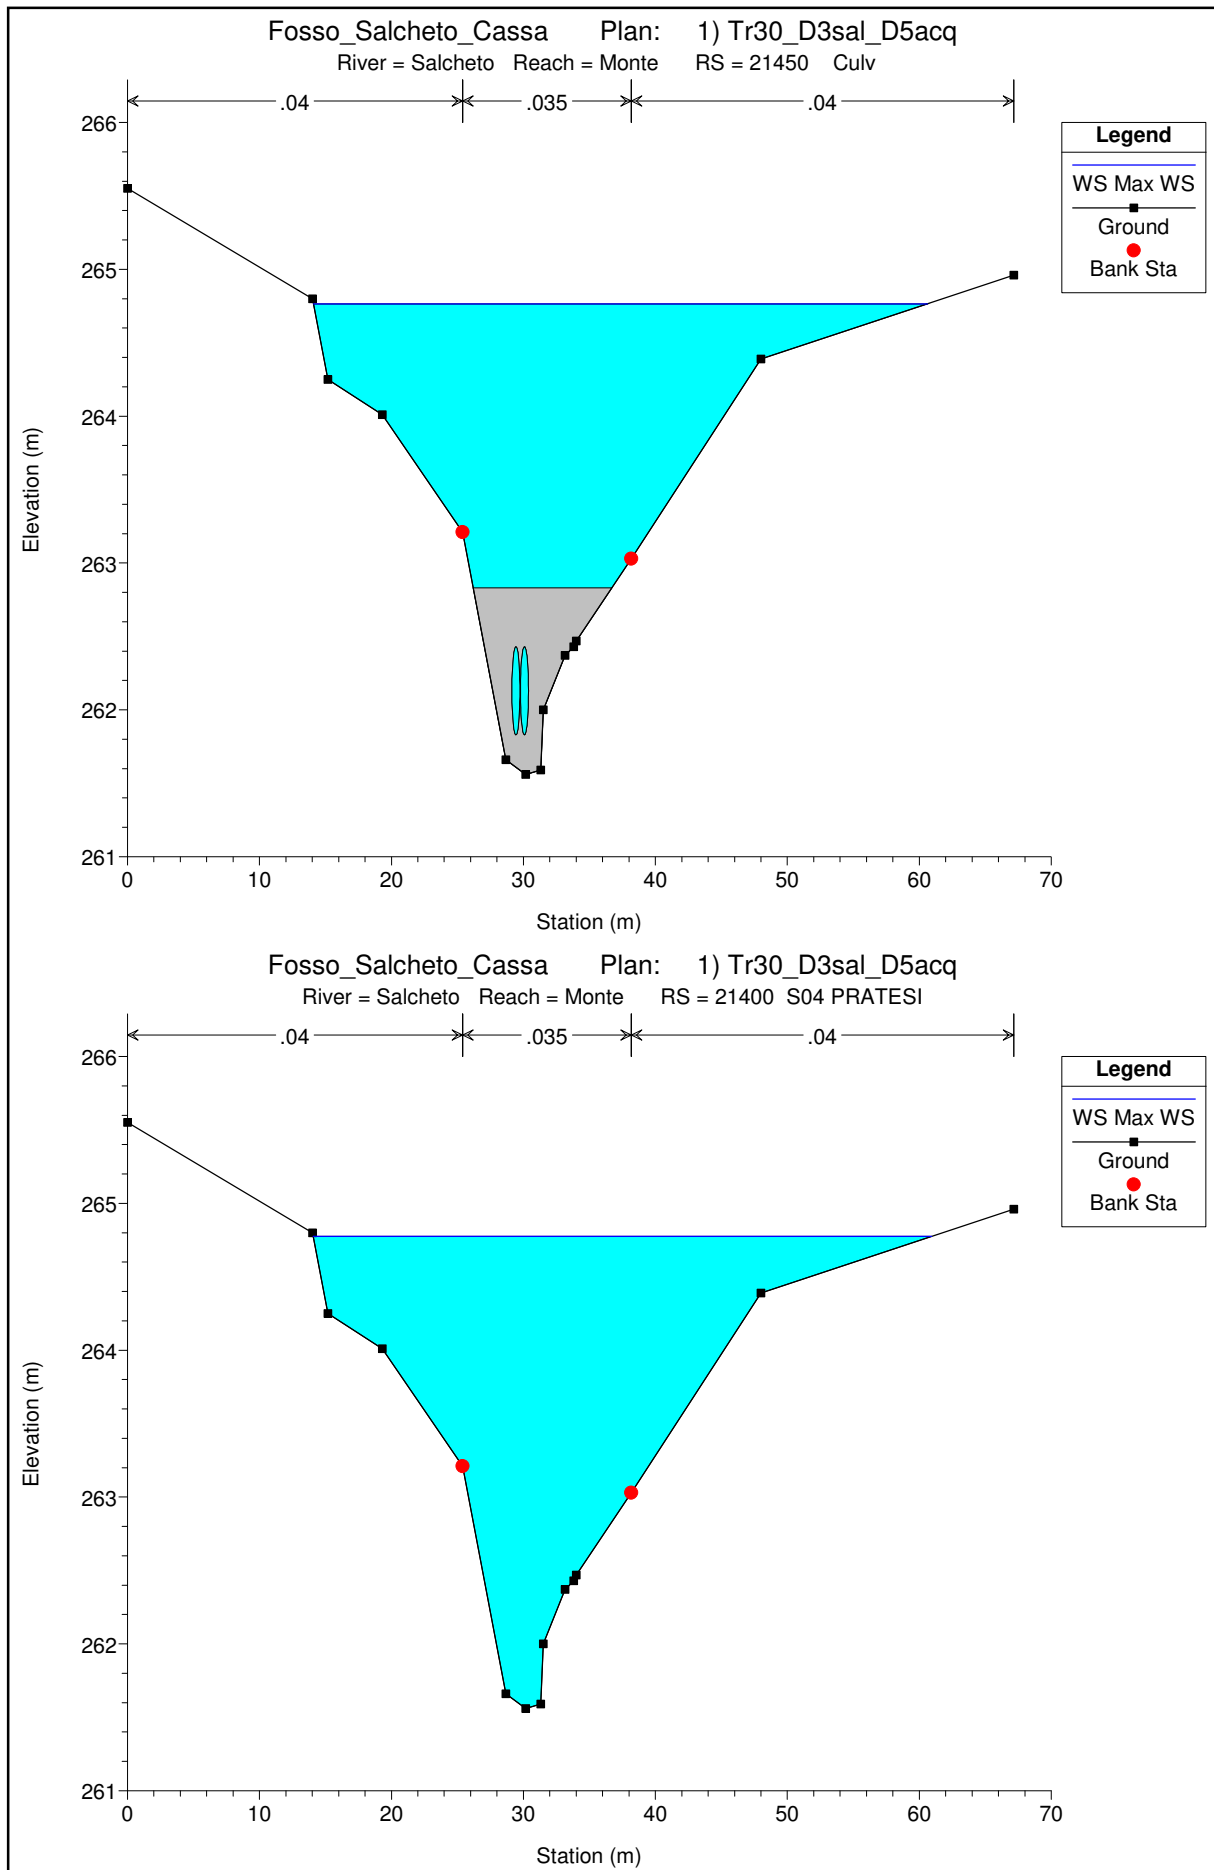 Fosso_Salcheto_Cassa Plan: 1) Tr30_D3sal_D5acq
River = Salcheto Reach = Monte RS = 21450 Culv
.04 .035 .04
266
265
264
263
262
261
Elevation (m)
0 10 20 30 40 50 60 70
Station (m)
Legend
WS Max WS
Ground
Bank Sta
Fosso_Salcheto_Cassa Plan: 1) Tr30_D3sal_D5acq
River = Salcheto Reach = Monte RS = 21400 S04 PRATESI
.04 .035 .04
266
265
264
263
262
261
Elevation (m)
0 10 20 30 40 50 60 70
Station (m)
Legend
WS Max WS
Ground
Bank Sta